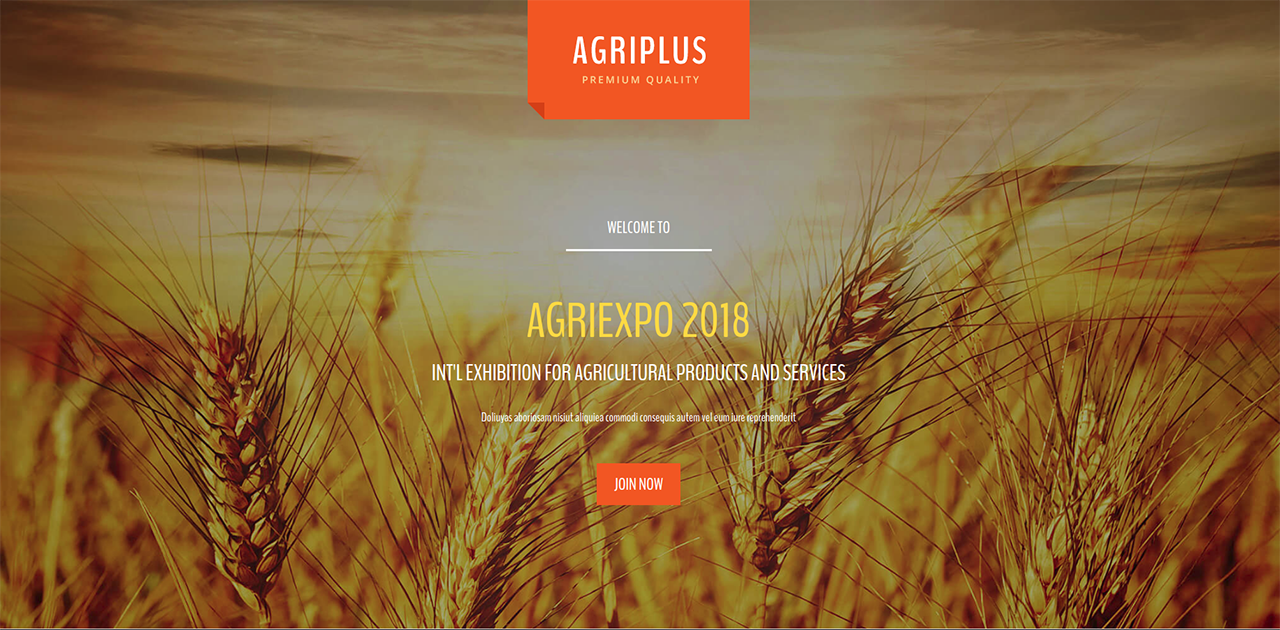 AGRIPLUS
PREMIUM QUALITY
WELCOME TO
AGRIEXPO 2018
INT'L EXHIBITION FOR AGRICULTURAL PRODUCTS AND SERVICES
Doliuyas aboriosam nisiut aliquiea commodi consequis autem vel eum iure reprehenderit
JOIN NOW